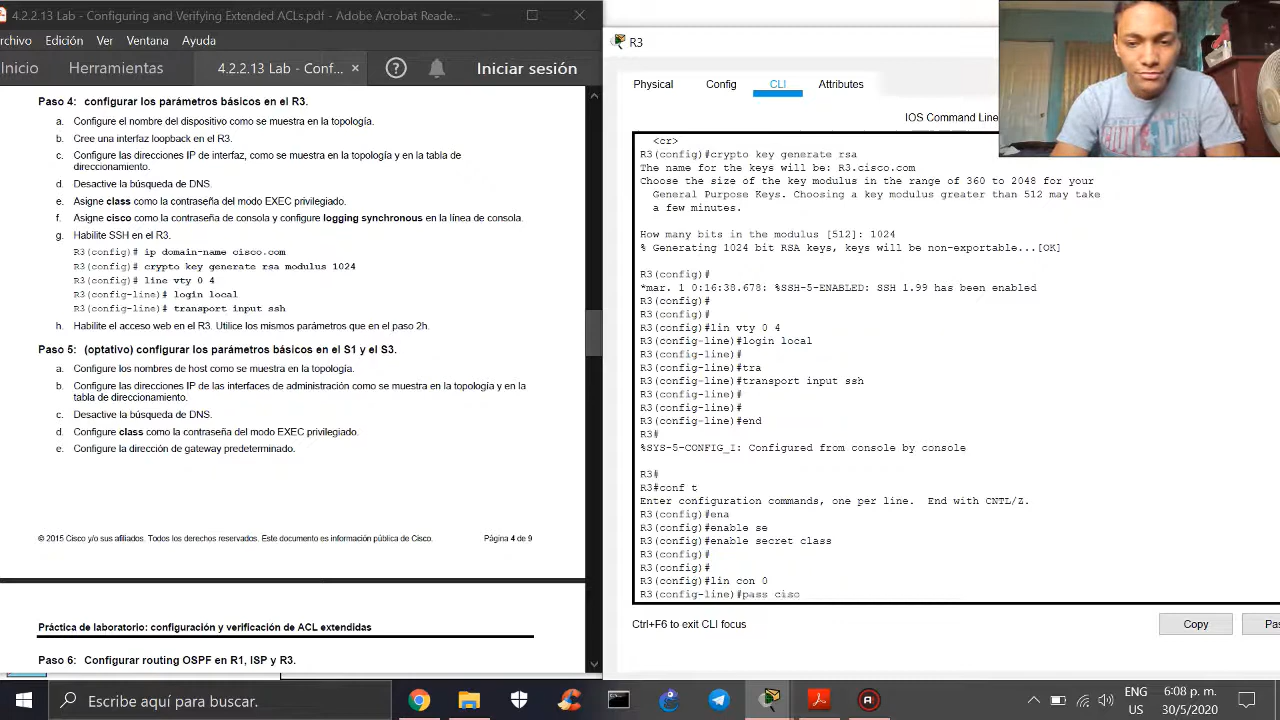 4.2.2.13 Lab - Configuring and Verifying Extended ACLs.pdf - Adobe Acrobat Reade...
rchivo Edición Ver Ventana Ayuda
Inicio Herramientas 4.2.2.13 Lab - Conf... × Iniciar sesión
Paso 4: configurar los parámetros básicos en el R3.
a. Configure el nombre del dispositivo como se muestra en la topología.
b. Cree una interfaz loopback en el R3.
c. Configure las direcciones IP de interfaz, como se muestra en la topología y en la tabla de
direccionamiento.
d. Desactive la búsqueda de DNS.
e. Asigne class como la contraseña del modo EXEC privilegiado.
f. Asigne cisco como la contraseña de consola y configure logging synchronous en la línea de consola.
g. Habilite SSH en el R3.
R3(config)# ip domain-name cisco.com
R3(config)# crypto key generate rsa modulus 1024
R3(config)# line vty 0 4
R3(config-line)# login local
R3(config-line)# transport input ssh
h. Habilite el acceso web en el R3. Utilice los mismos parámetros que en el paso 2h.
Paso 5: (optativo) configurar los parámetros básicos en el S1 y el S3.
a. Configure los nombres de host como se muestra en la topología.
b. Configure las direcciones IP de las interfaces de administración como se muestra en la topología y en la
tabla de direccionamiento.
c. Desactive la búsqueda de DNS.
d. Configure class como la contraseña del modo EXEC privilegiado.
e. Configure la dirección de gateway predeterminado.
© 2015 Cisco y/o sus afiliados. Todos los derechos reservados. Este documento es información pública de Cisco. Página 4 de 9
Práctica de laboratorio: configuración y verificación de ACL extendidas
Paso 6: Configurar routing OSPF en R1, ISP y R3.
R3
Physical Config CLI Attributes
IOS Command Line
<cr>
R3(config)#crypto key generate rsa
The name for the keys will be: R3.cisco.com
Choose the size of the key modulus in the range of 360 to 2048 for your
General Purpose Keys. Choosing a key modulus greater than 512 may take
a few minutes.
How many bits in the modulus [512]: 1024
% Generating 1024 bit RSA keys, keys will be non-exportable...[OK]
R3(config)#
*mar. 1 0:16:38.678: %SSH-5-ENABLED: SSH 1.99 has been enabled
R3(config)#
R3(config)#
R3(config)#lin vty 0 4
R3(config-line)#login local
R3(config-line)#
R3(config-line)#tra
R3(config-line)#transport input ssh
R3(config-line)#
R3(config-line)#
R3(config-line)#end
R3#
%SYS-5-CONFIG_I: Configured from console by console
R3#
R3#conf t
Enter configuration commands, one per line. End with CNTL/Z.
R3(config)#ena
R3(config)#enable se
R3(config)#enable secret class
R3(config)#
R3(config)#
R3(config)#lin con 0
R3(config-line)#pass cisc
Ctrl+F6 to exit CLI focus
Copy Pas
Escribe aquí para buscar.
ENG 6:08 p. m.
US 30/5/2020